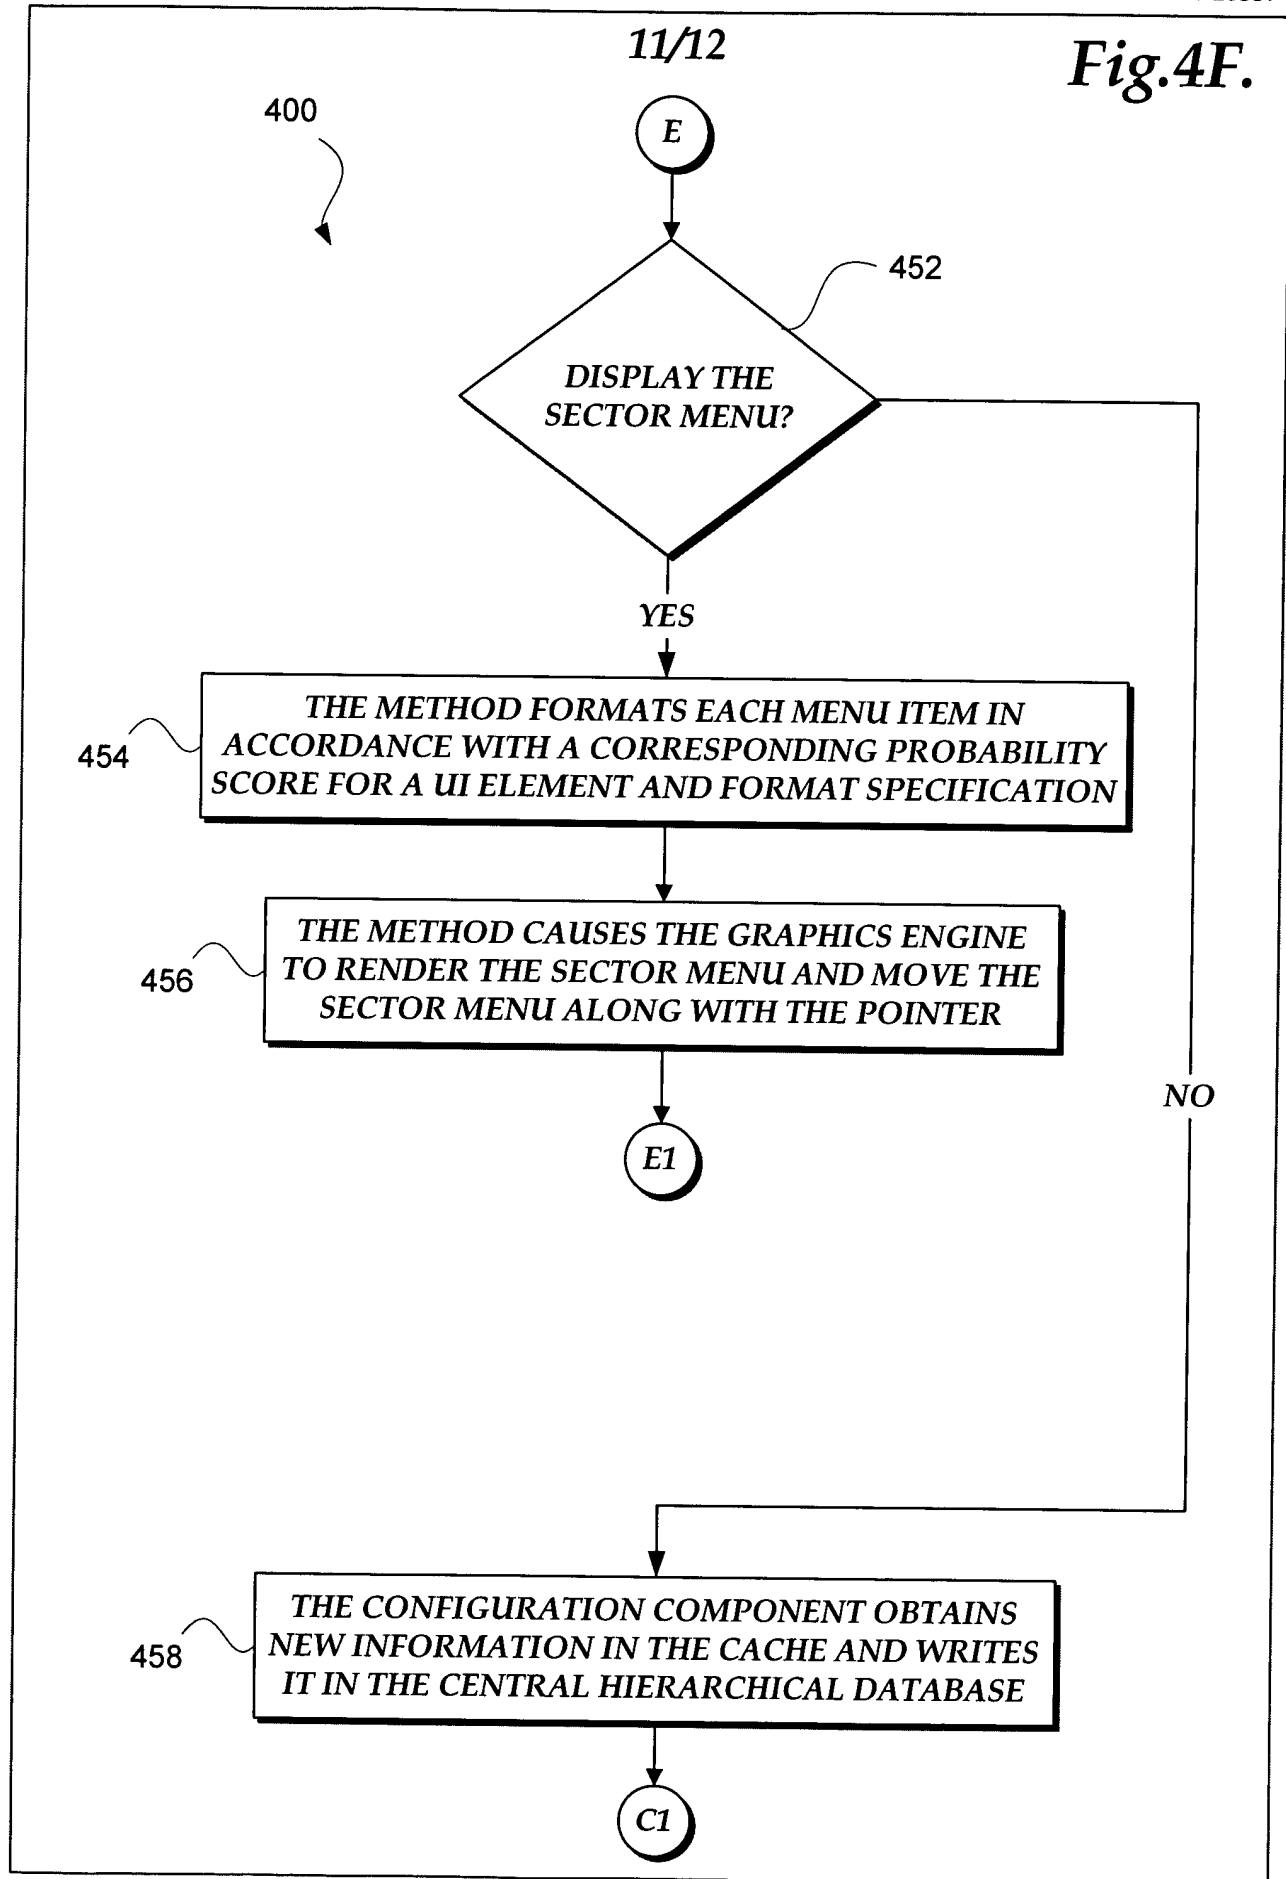 11/12
Fig.4F.
400
E
452
DISPLAY THE
SECTOR MENU?
YES
THE METHOD FORMATS EACH MENU ITEM IN
ACCORDANCE WITH A CORRESPONDING PROBABILITY
SCORE FOR A UI ELEMENT AND FORMAT SPECIFICATION
454
THE METHOD CAUSES THE GRAPHICS ENGINE
TO RENDER THE SECTOR MENU AND MOVE THE
SECTOR MENU ALONG WITH THE POINTER
456
NO
E1
THE CONFIGURATION COMPONENT OBTAINS
NEW INFORMATION IN THE CACHE AND WRITES
IT IN THE CENTRAL HIERARCHICAL DATABASE
458
C1